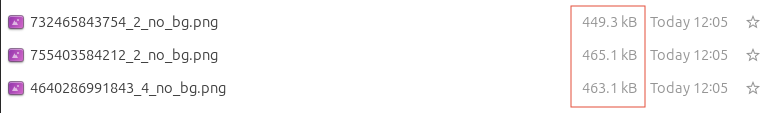 732465843754_2_no_bg.png 449.3 kB Today 12:05
755403584212_2_no_bg.png 465.1 kB Today 12:05
4640286991843_4_no_bg.png 463.1 kB Today 12:05